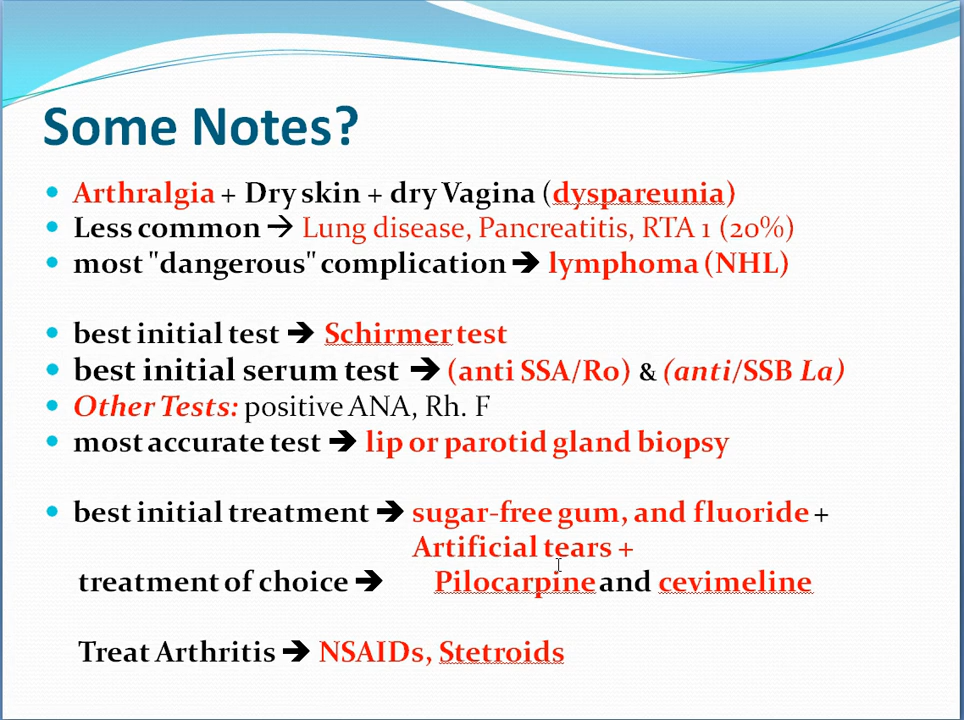 Some Notes?
• Arthralgia + Dry skin + dry Vagina (dyspareunia)
• Less common → Lung disease, Pancreatitis, RTA 1 (20%)
• most "dangerous" complication ➔ lymphoma (NHL)
• best initial test ➔ Schirmer test
• best initial serum test ➔ (anti SSA/Ro) & (anti/SSB La)
• Other Tests: positive ANA, Rh. F
• most accurate test ➔ lip or parotid gland biopsy
• best initial treatment ➔ sugar-free gum, and fluoride +
Artificial tears +
treatment of choice ➔ Pilocarpine and cevimeline
Treat Arthritis ➔ NSAIDs, Stetroids